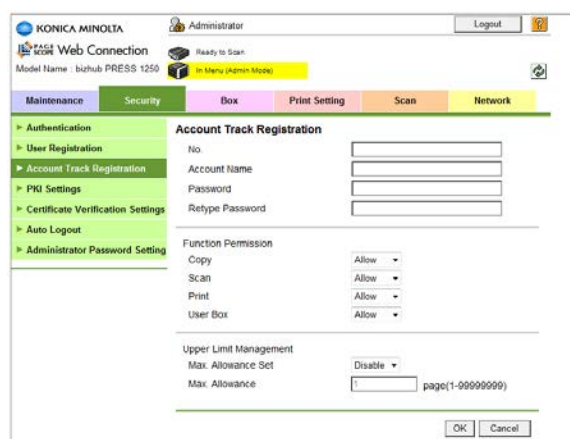 KONICA MINOLTA
Administrator
Logout
?
PAGE SCOPE Web Connection
Ready to Scan
Model Name : bizhub PRESS 1250
In Menu (Admin Mode)
Maintenance Security Box Print Setting Scan Network
Authentication
User Registration
Account Track Registration
PKI Settings
Certificate Verification Settings
Auto Logout
Administrator Password Setting
Account Track Registration
No.
Account Name
Password
Retype Password
Function Permission
Copy Allow
Scan Allow
Print Allow
User Box Allow
Upper Limit Management
Max. Allowance Set Disable
Max. Allowance 1 page(1-99999999)
OK Cancel